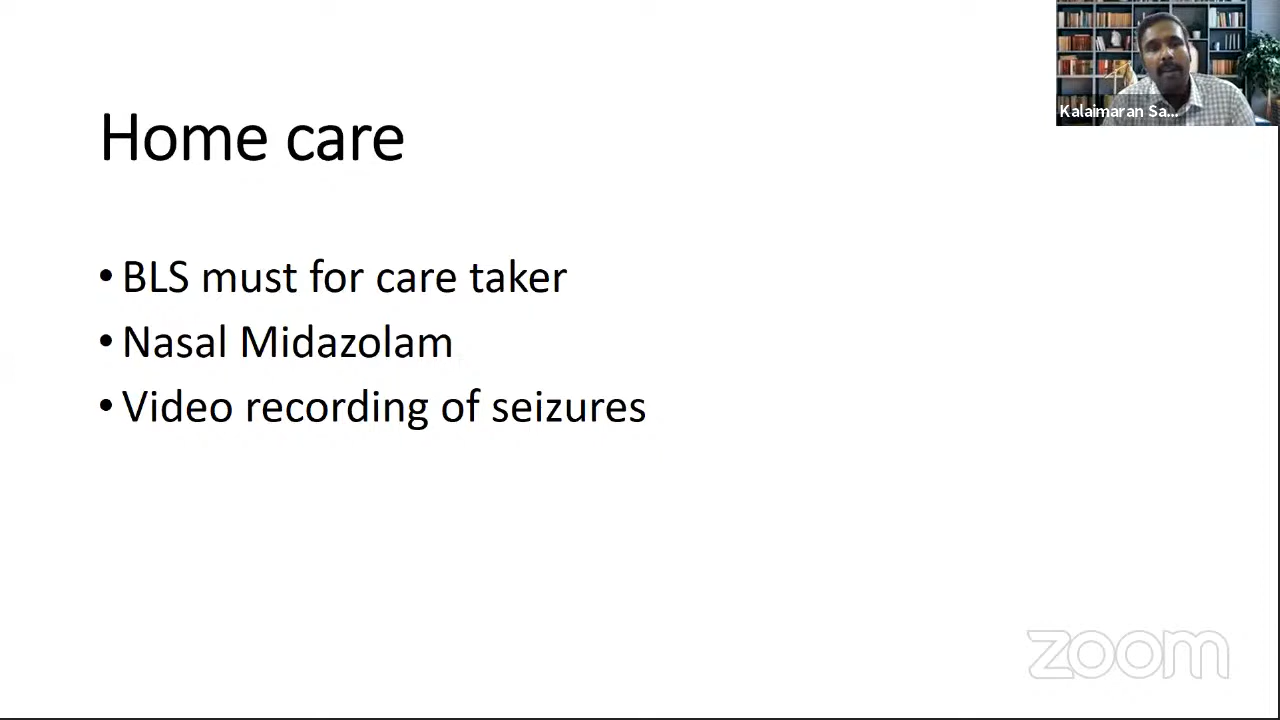 Kalaimaran Sa...
Home care
• BLS must for care taker
• Nasal Midazolam
• Video recording of seizures
zoom